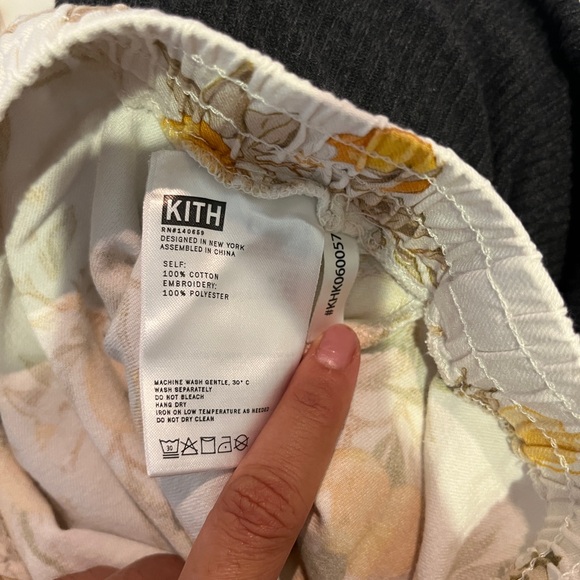 KITH
RN#140659
DESIGNED IN NEW YORK
ASSEMBLED IN CHINA
SELF:
100% COTTON
EMBROIDERY:
100% POLYESTER
MACHINE WASH GENTLE, 30° C
WASH SEPARATELY
DO NOT BLEACH
HANG DRY
IRON ON LOW TEMPERATURE AS NEEDED
DO NOT DRY CLEAN
30
#KHK060057